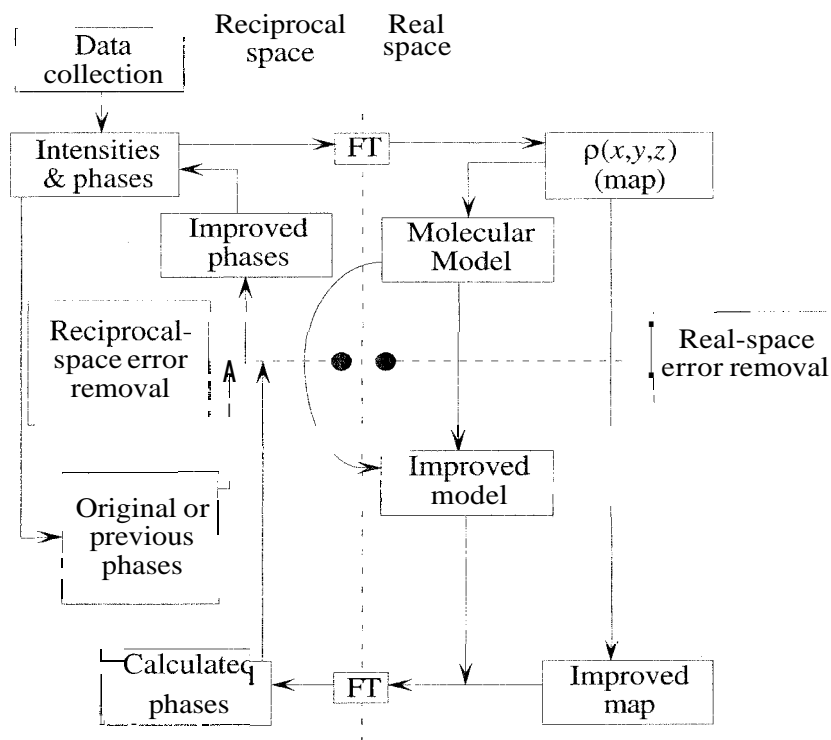 Data
collection
Reciprocal
space
Real
space
Intensities
& phases
FT
ρ(x,y,z)
(map)
Improved
phases
Molecular
Model
Reciprocal-
space error
removal
Real-space
error removal
Improved
model
Original or
previous
phases
Calculated
phases
FT
Improved
map